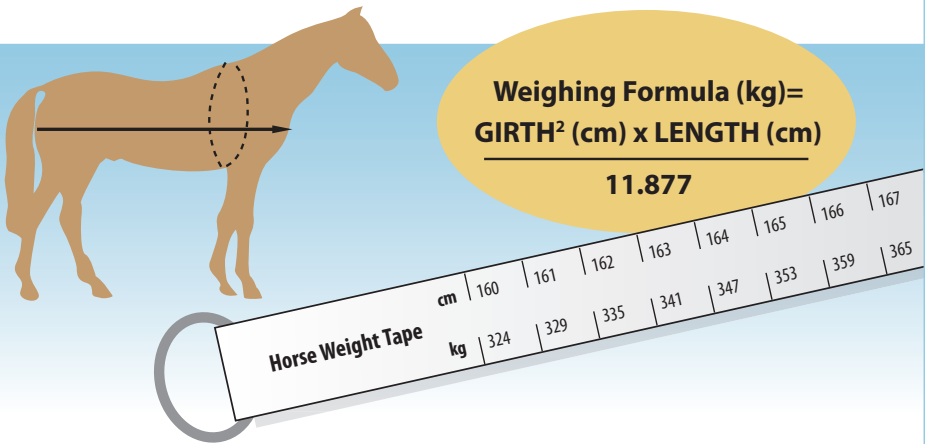 Weighing Formula (kg)=
GIRTH² (cm) x LENGTH (cm)
11.877
cm 160 161 162 163 164 165 166 167
Horse Weight Tape
kg 324 329 335 341 347 353 359 365